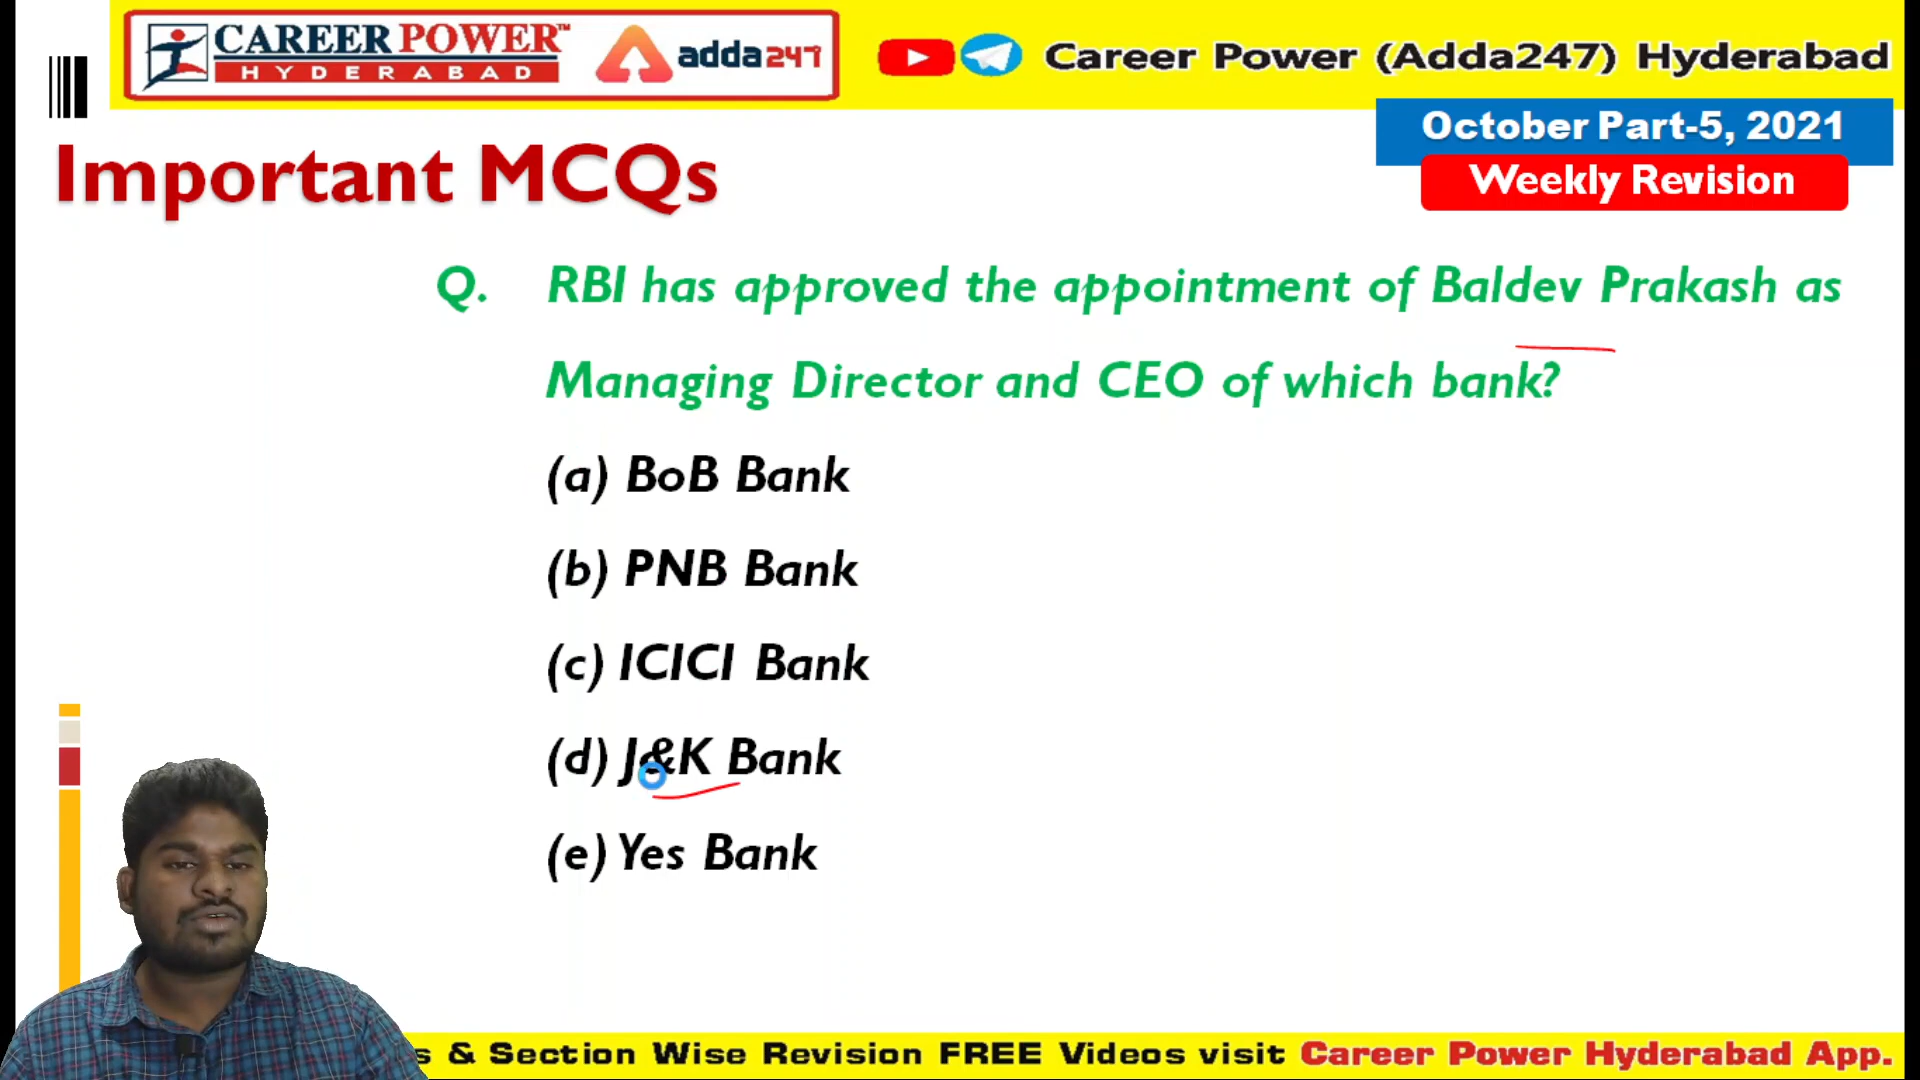 CAREER POWER™
HYDERABAD
adda247
Career Power (Adda247) Hyderabad
October Part-5, 2021
Weekly Revision
Important MCQs
Q. RBI has approved the appointment of Baldev Prakash as
Managing Director and CEO of which bank?
(a) BoB Bank
(b) PNB Bank
(c) ICICI Bank
(d) J&K Bank
(e) Yes Bank
s & Section Wise Revision FREE Videos visit Career Power Hyderabad App.